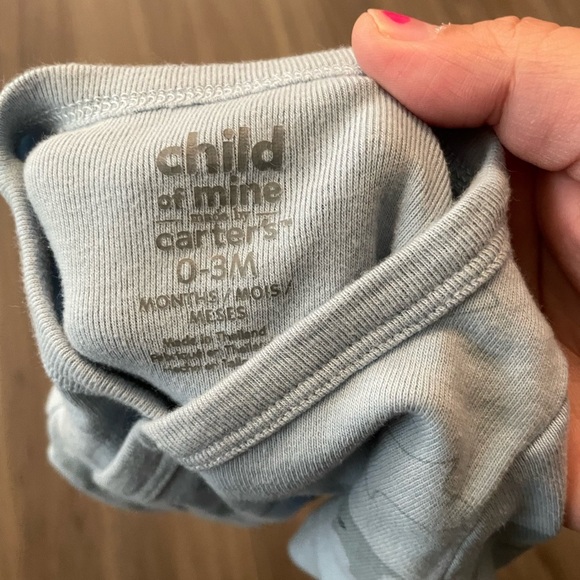 child
of mine
made by
carter's
0-3M
MONTHS / MOIS /
MESES
Made in Thailand